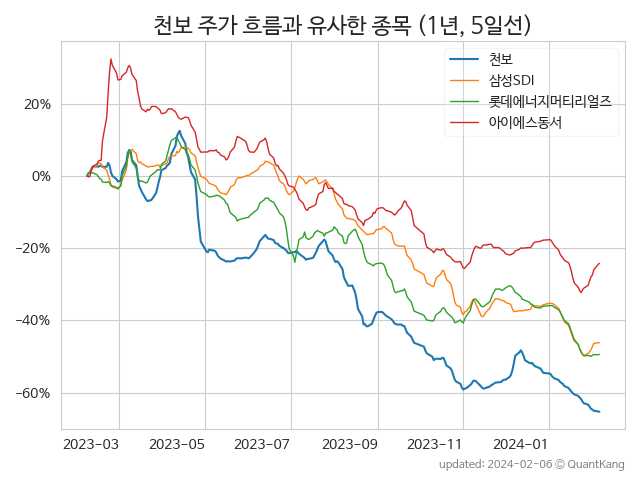 천보 주가 흐름과 유사한 종목 (1년, 5일선)
천보
삼성SDI
롯데에너지머티리얼즈
아이에스동서
20%
0%
−20%
−40%
−60%
2023-03 2023-05 2023-07 2023-09 2023-11 2024-01
updated: 2024-02-06 © QuantKang